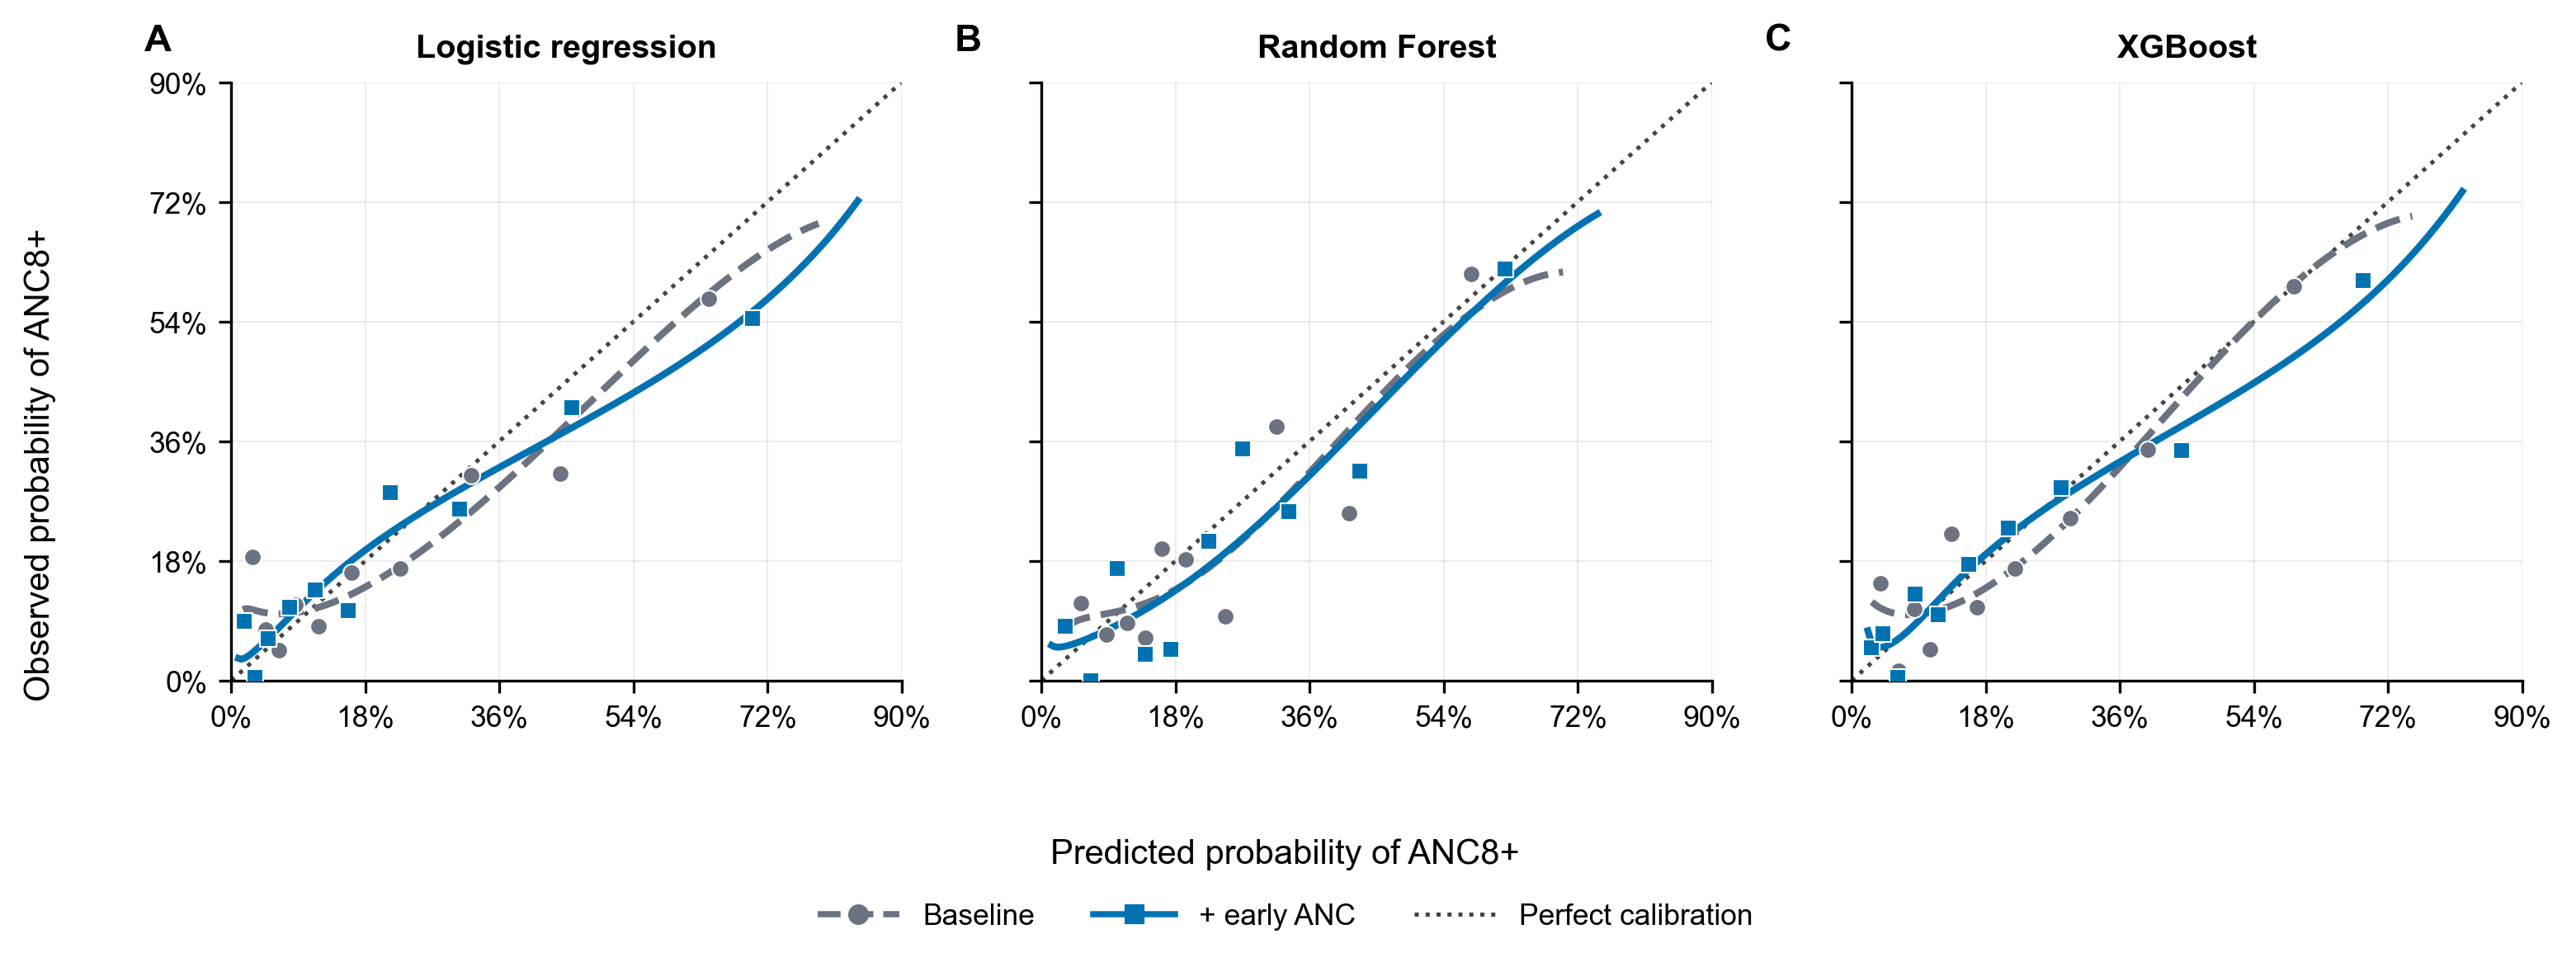 A
Logistic regression
B
Random Forest
C
XGBoost
Observed probability of ANC8+
90%
72%
54%
36%
18%
0%
0% 18% 36% 54% 72% 90%
0% 18% 36% 54% 72% 90%
0% 18% 36% 54% 72% 90%
Predicted probability of ANC8+
Baseline
+ early ANC
Perfect calibration